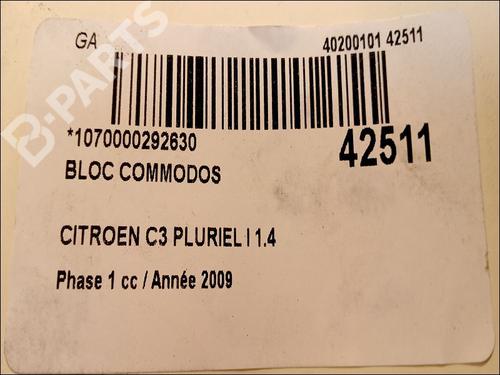 GA
40200101 42511
B-PARTS
*1070000292630
42511
BLOC COMMODOS
CITROEN C3 PLURIEL I 1.4
Phase 1 cc / Année 2009